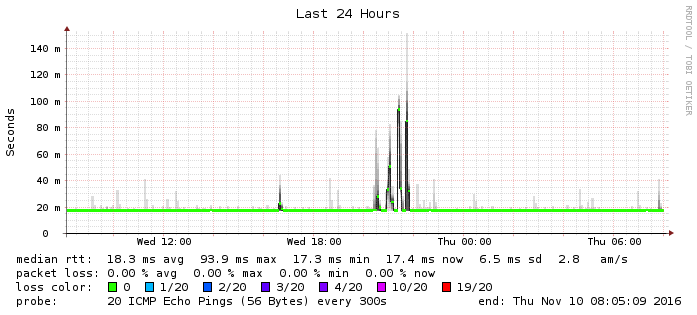 Last 24 Hours
RRDTOOL / TOBI OETIKER
Seconds
140 m
120 m
100 m
80 m
60 m
40 m
20 m
0
Wed 12:00 Wed 18:00 Thu 00:00 Thu 06:00
median rtt: 18.3 ms avg 93.9 ms max 17.3 ms min 17.4 ms now 6.5 ms sd 2.8 am/s
packet loss: 0.00 % avg 0.00 % max 0.00 % min 0.00 % now
loss color: 0 1/20 2/20 3/20 4/20 10/20 19/20
probe: 20 ICMP Echo Pings (56 Bytes) every 300s end: Thu Nov 10 08:05:09 2016